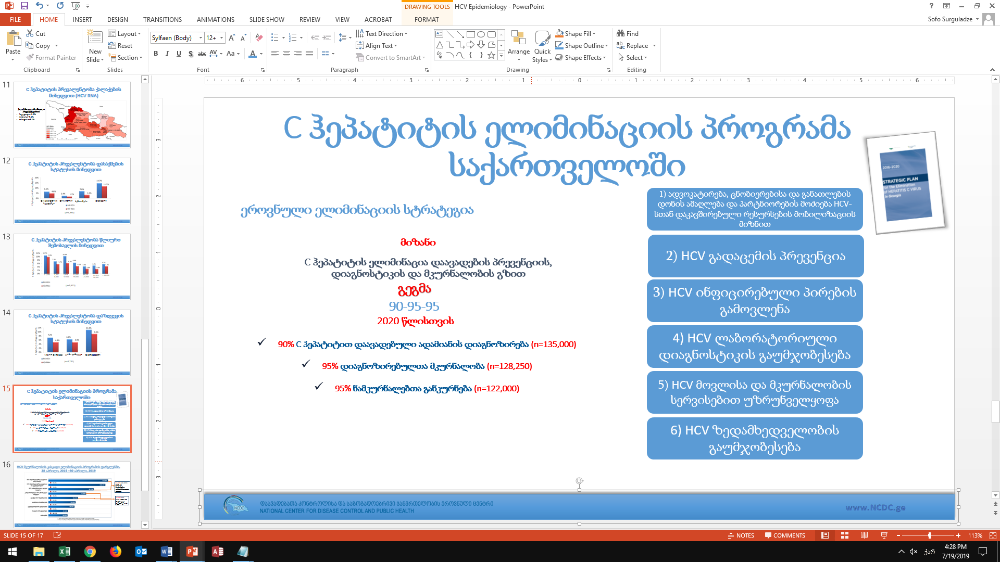 HCV Epidemiology - PowerPoint
DRAWING TOOLS
FILE HOME INSERT DESIGN TRANSITIONS ANIMATIONS SLIDE SHOW REVIEW VIEW ACROBAT FORMAT
Sofo Surguladze
Paste
Cut
Copy
Format Painter
Clipboard
New Slide
Layout
Reset
Section
Slides
Sylfaen (Body) 12+
Font
Text Direction
Align Text
Convert to SmartArt
Paragraph
Arrange
Quick Styles
Shape Fill
Shape Outline
Shape Effects
Drawing
Find
Replace
Select
Editing
11
C ჰეპატიტის პრევალენტობა ქალაქების
მიხედვით (HCV RNA)
12
C ჰეპატიტის პრევალენტობა დასაქმების
სტატუსის მიხედვით
13
C ჰეპატიტის პრევალენტობა წლიური
შემოსავლის მიხედვით
14
C ჰეპატიტის პრევალენტობა დაზღვევის
სტატუსის მიხედვით
15
C ჰეპატიტის ელიმინაციის პროგრამა
საქართველოში
16
C ჰეპატიტის ელიმინაციის პროგრამა
საქართველოში
ეროვნული ელიმინაციის სტრატეგია
მიზანი
C ჰეპატიტის ელიმინაცია დაავადების პრევენციის,
დიაგნოსტიკის და მკურნალობის გზით
გეგმა
90-95-95
2020 წლისთვის
90% C ჰეპატიტით დაავადებული ადამიანის დიაგნოზირება (n=135,000)
95% დიაგნოზირებულთა მკურნალობა (n=128,250)
95% ნამკურნალებთა განკურნება (n=122,000)
1) ადვოკატირება, ცნობიერებისა და განათლების
დონის ამაღლება და პარტნიორების მოძიება HCV-
სთან დაკავშირებული რესურსების მობილიზაციის
მიზნით
2) HCV გადაცემის პრევენცია
3) HCV ინფიცირებული პირების
გამოვლენა
4) HCV ლაბორატორიული
დიაგნოსტიკის გაუმჯობესება
5) HCV მოვლისა და მკურნალობის
სერვისებით უზრუნველყოფა
6) HCV ზედამხედველობის
გაუმჯობესება
2016-2020
STRATEGIC PLAN
for the Elimination
of HEPATITIS C VIRUS
in Georgia
NCDC
დაავადებათა კონტროლისა და საზოგადოებრივი ჯანმრთელობის ეროვნული ცენტრი
NATIONAL CENTER FOR DISEASE CONTROL AND PUBLIC HEALTH
www.NCDC.ge
SLIDE 15 OF 17
NOTES COMMENTS 113%
ქარ
4:28 PM
7/19/2019